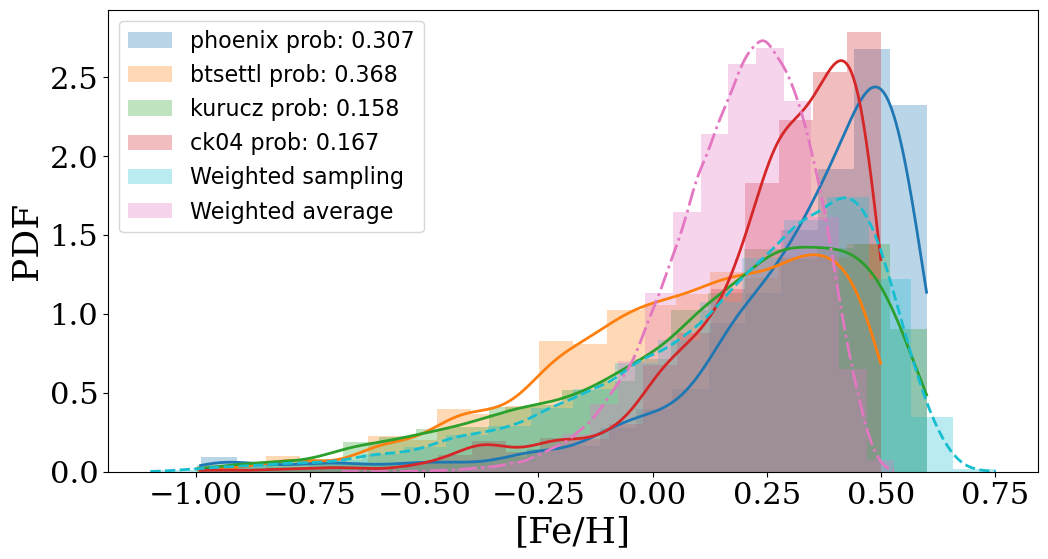 phoenix prob: 0.307
btsettl prob: 0.368
kurucz prob: 0.158
ck04 prob: 0.167
Weighted sampling
Weighted average
PDF
2.5
2.0
1.5
1.0
0.5
0.0
−1.00 −0.75 −0.50 −0.25 0.00 0.25 0.50 0.75
[Fe/H]